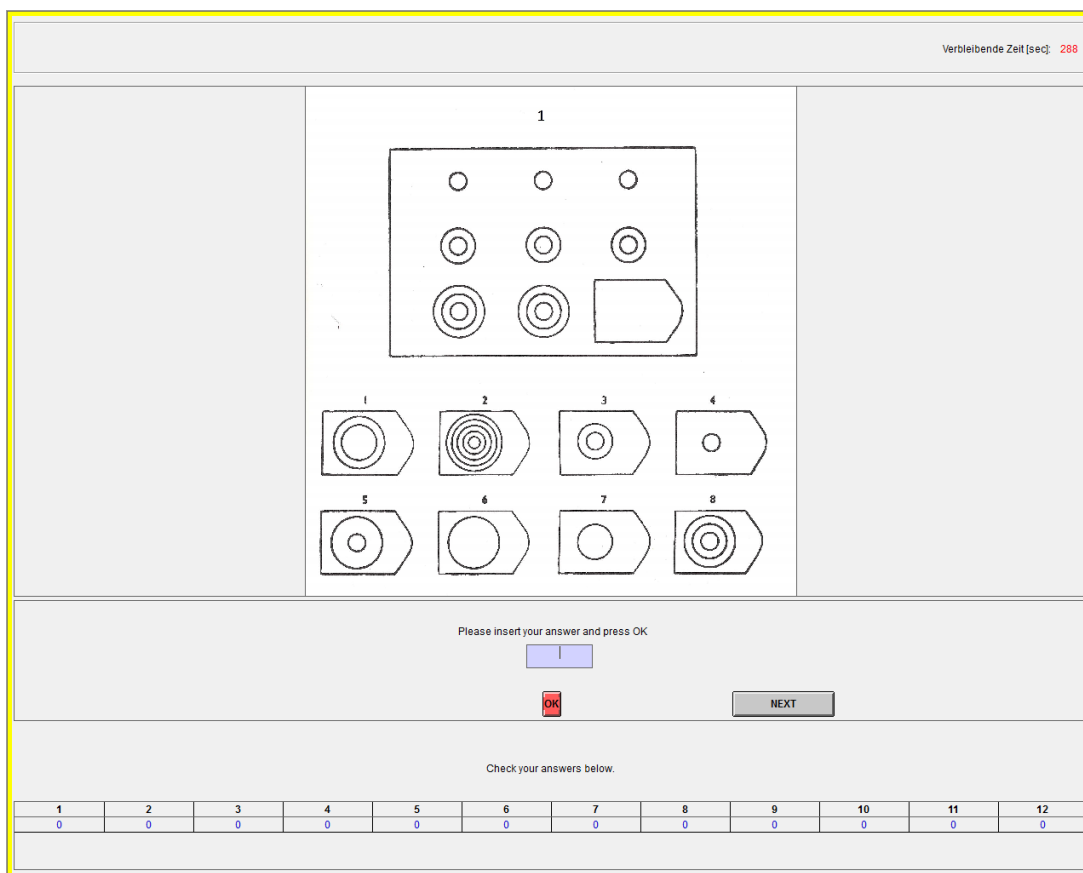 Verbleibende Zeit [sec]: 288
1
1 2 3 4
5 6 7 8
Please insert your answer and press OK
OK NEXT
Check your answers below.
1 2 3 4 5 6 7 8 9 10 11 12
0 0 0 0 0 0 0 0 0 0 0 0